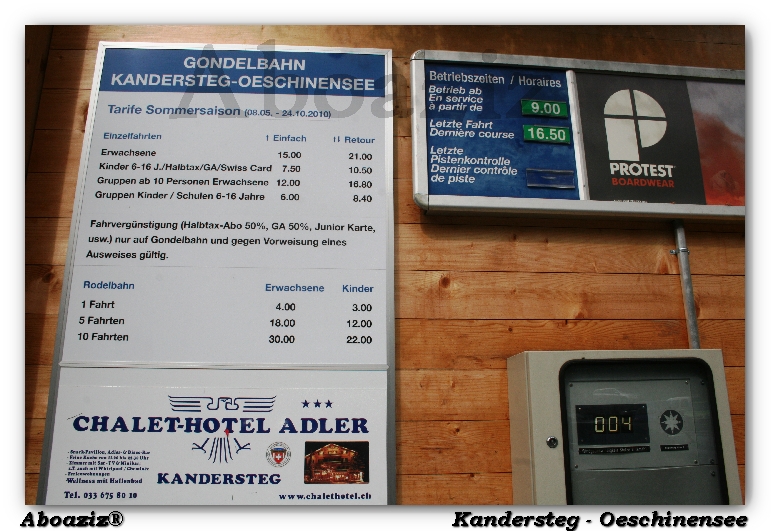 GONDELBAHN
KANDERSTEG-OESCHINENSEE
Tarife Sommersaison (08.05. - 24.10.2010)
Einzelfahrten ↑ Einfach ↑↓ Retour
Erwachsene 15.00 21.00
Kinder 6-16 J./Halbtax/GA/Swiss Card 7.50 10.50
Gruppen ab 10 Personen Erwachsene 12.00 16.80
Gruppen Kinder / Schulen 6-16 Jahre 6.00 8.40
Fahrvergünstigung (Halbtax-Abo 50%, GA 50%, Junior Karte,
usw.) nur auf Gondelbahn und gegen Vorweisung eines
Ausweises gültig.
Rodelbahn Erwachsene Kinder
1 Fahrt 4.00 3.00
5 Fahrten 18.00 12.00
10 Fahrten 30.00 22.00
CHALET-HOTEL ADLER
KANDERSTEG
Wellness mit Hallenbad
Tel. 033 675 80 10 www.chalethotel.ch
Betriebszeiten / Horaires
Betrieb ab
En service
à partir de 9.00
Letzte Fahrt
Dernière course 16.50
Letzte
Pistenkontrolle
Dernier contrôle
de piste
PROTEST
BOARDWEAR
004
Aboaziz
Aboaziz® Kandersteg - Oeschinensee